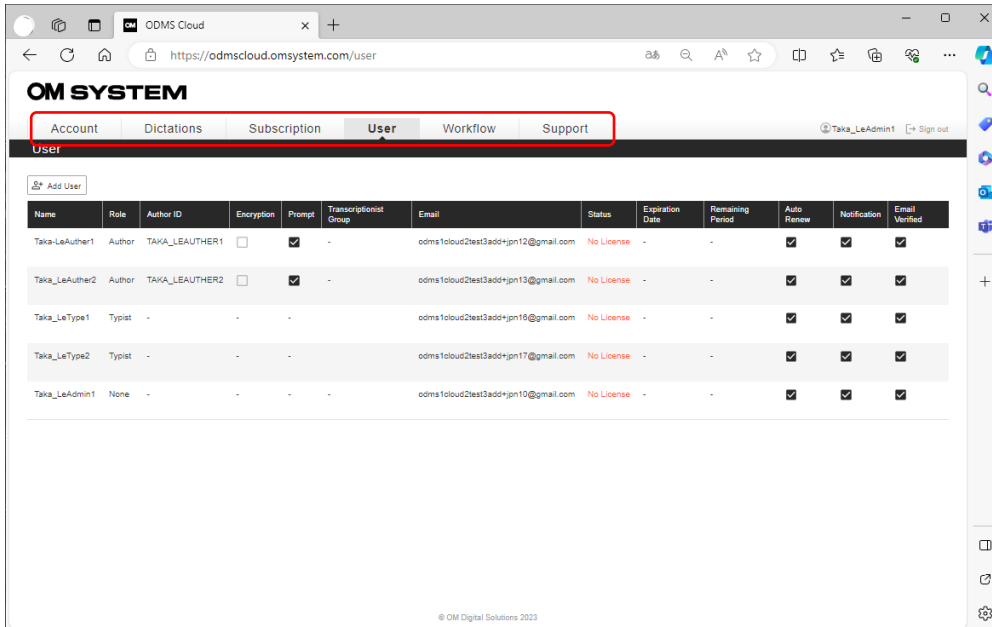 OM ODMS Cloud
https://odmscloud.omsystem.com/user
OM SYSTEM
Account Dictations Subscription User Workflow Support Taka_LeAdmin1 Sign out
User
Add User
Name Role Author ID Encryption Prompt Transcriptionist Group Email Status Expiration Date Remaining Period Auto Renew Notification Email Verified
Taka-LeAuther1 Author TAKA_LEAUTHER1 - odms1cloud2test3add+jpn12@gmail.com No License - -
Taka_LeAuther2 Author TAKA_LEAUTHER2 - odms1cloud2test3add+jpn13@gmail.com No License - -
Taka_LeType1 Typist - - - odms1cloud2test3add+jpn16@gmail.com No License - -
Taka_LeType2 Typist - - - odms1cloud2test3add+jpn17@gmail.com No License - -
Taka_LeAdmin1 None - - - - odms1cloud2test3add+jpn10@gmail.com No License - -
© OM Digital Solutions 2023